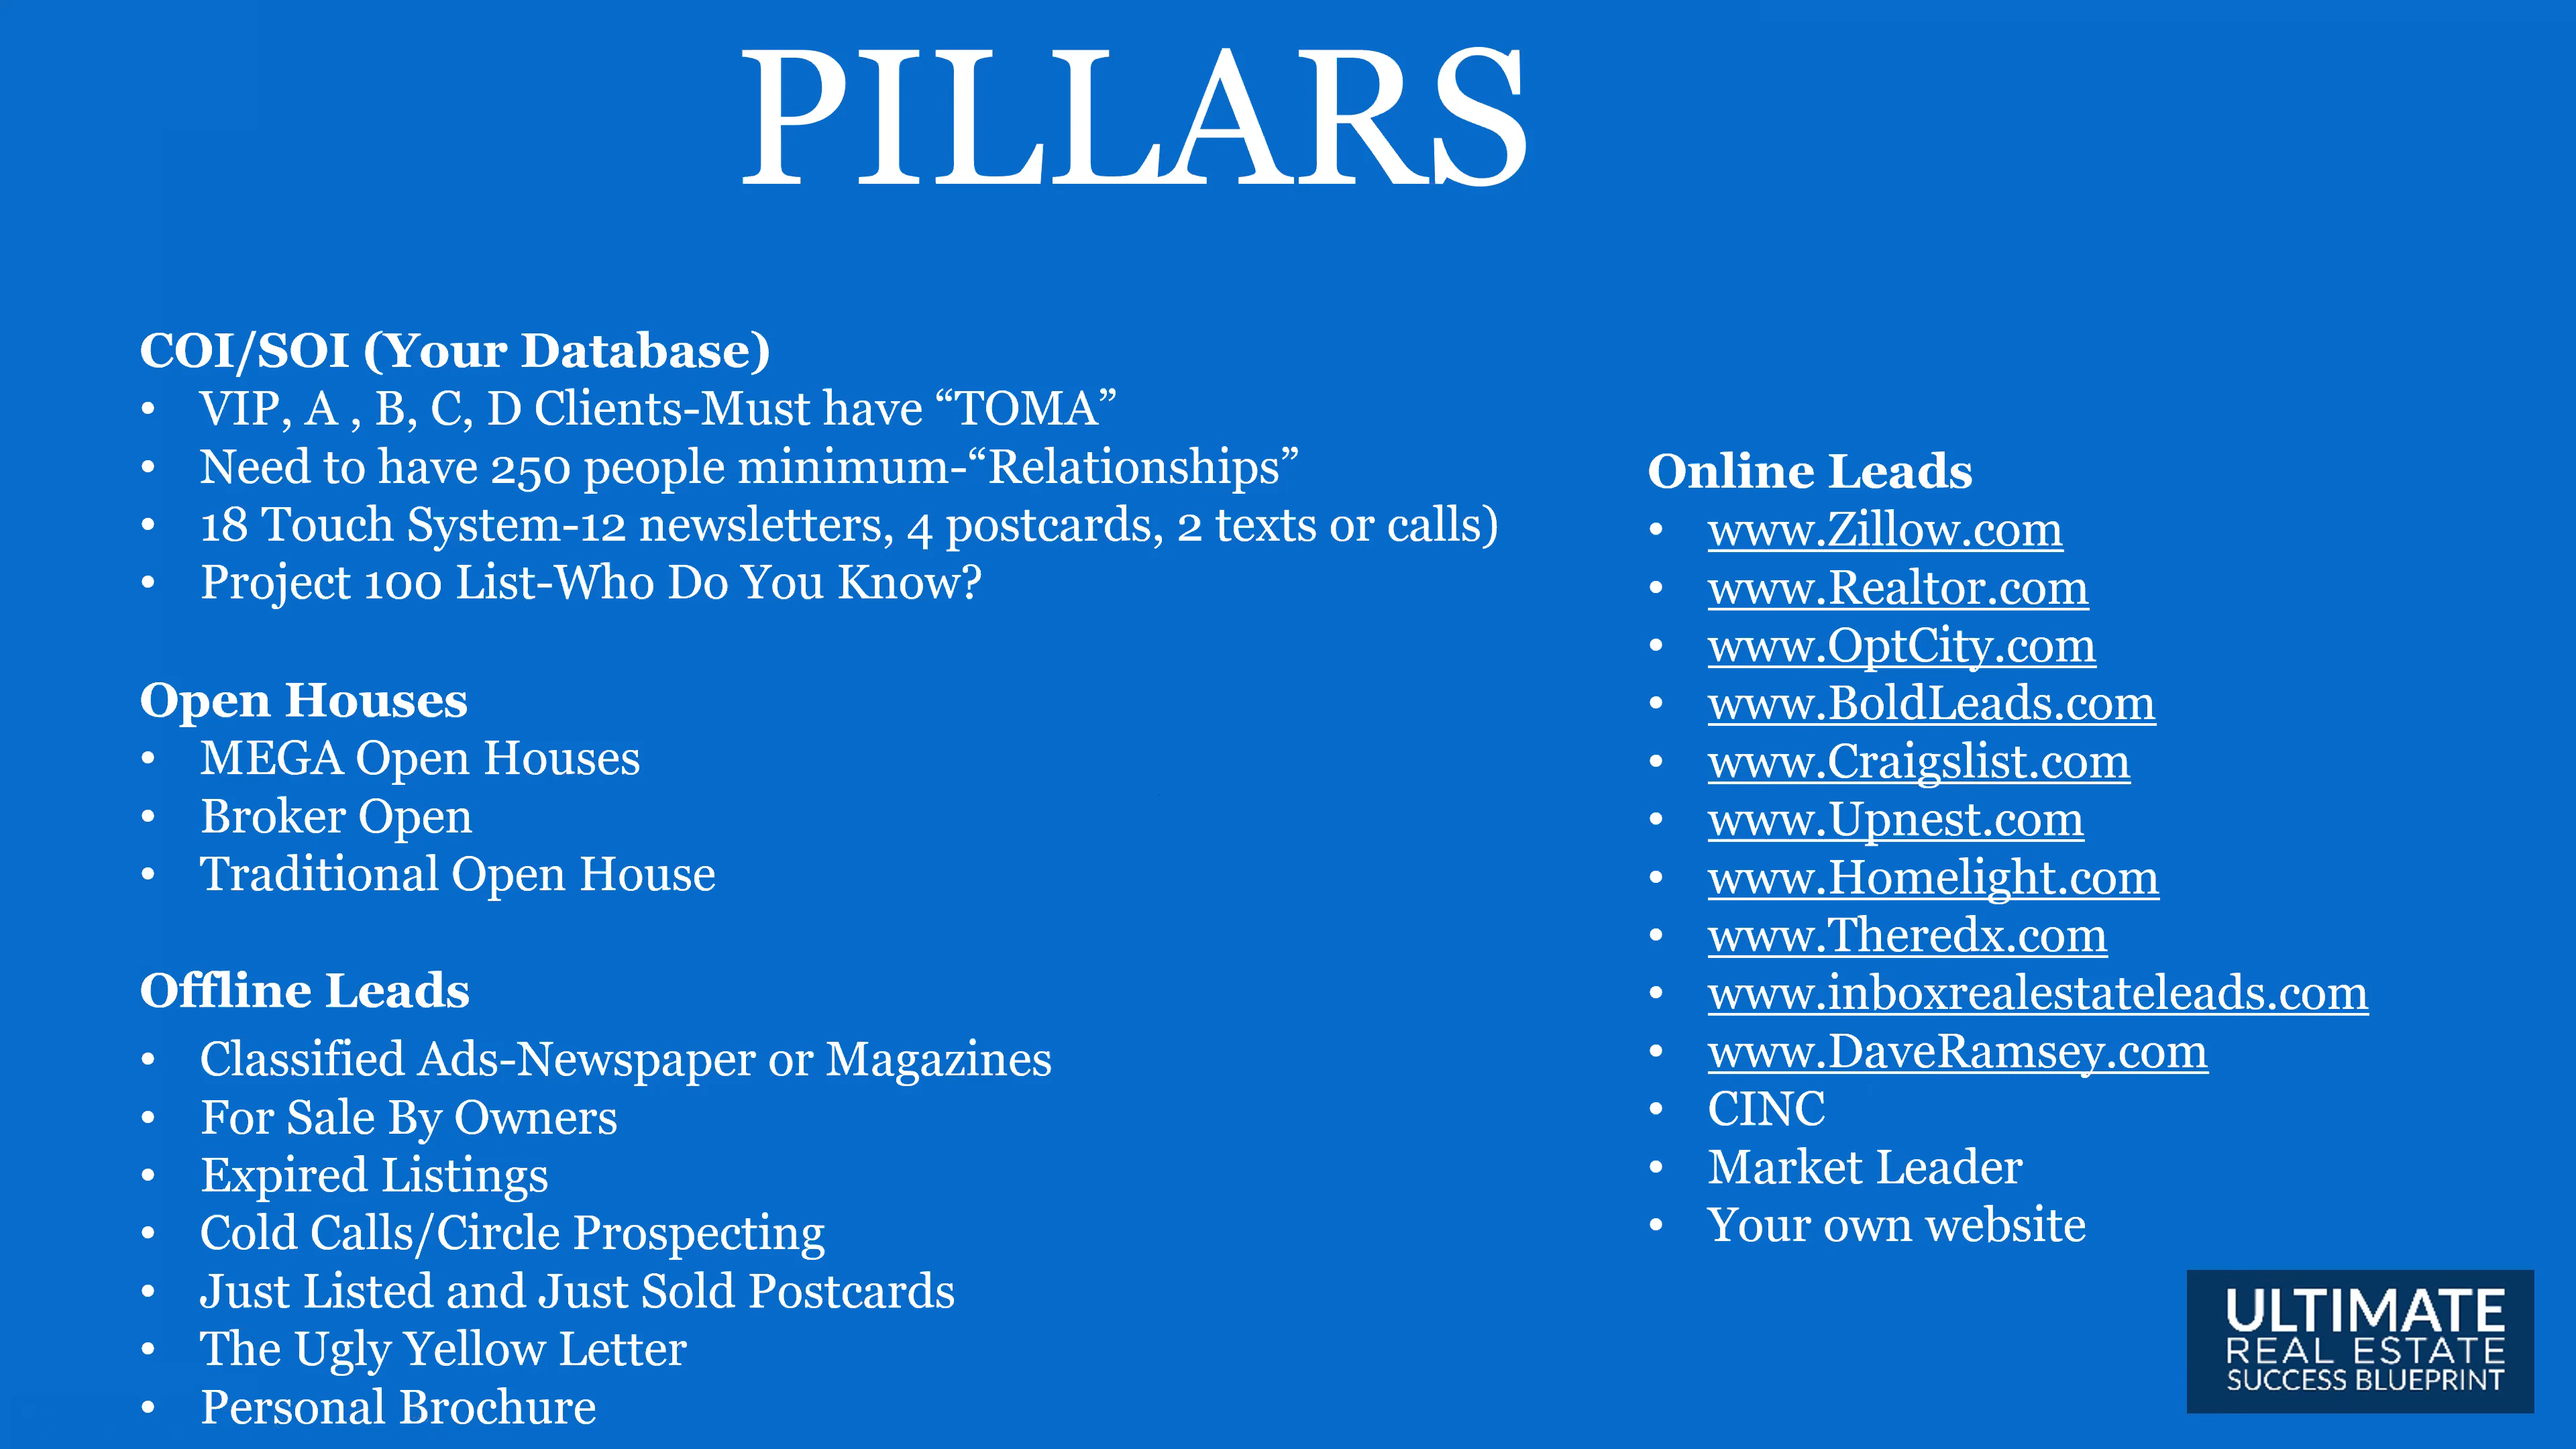 PILLARS
COI/SOI (Your Database)
• VIP, A , B, C, D Clients-Must have “TOMA”
• Need to have 250 people minimum-“Relationships”
• 18 Touch System-12 newsletters, 4 postcards, 2 texts or calls)
• Project 100 List-Who Do You Know?
Open Houses
• MEGA Open Houses
• Broker Open
• Traditional Open House
Offline Leads
• Classified Ads-Newspaper or Magazines
• For Sale By Owners
• Expired Listings
• Cold Calls/Circle Prospecting
• Just Listed and Just Sold Postcards
• The Ugly Yellow Letter
• Personal Brochure
Online Leads
• www.Zillow.com
• www.Realtor.com
• www.OptCity.com
• www.BoldLeads.com
• www.Craigslist.com
• www.Upnest.com
• www.Homelight.com
• www.Theredx.com
• www.inboxrealestateleads.com
• www.DaveRamsey.com
• CINC
• Market Leader
• Your own website
ULTIMATE
REAL ESTATE
SUCCESS BLUEPRINT